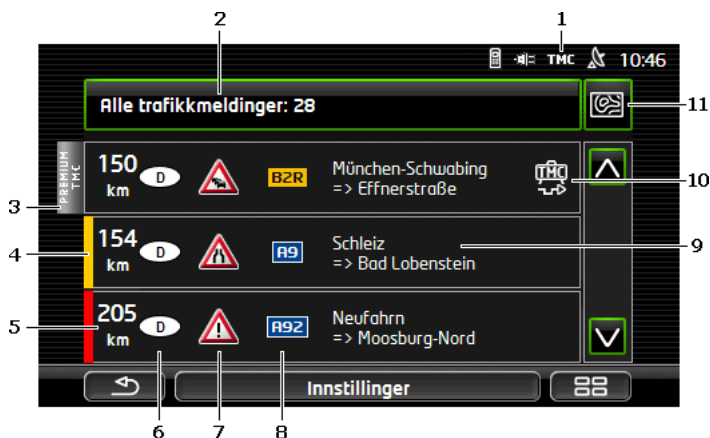 2
1
TMC 10:46
Alle trafikkmeldinger: 28
11
PREMIUM
TMC
150
km
D
B2R
München-Schwabing
=> Effnerstraße
TMC
10
3
154
km
D
A9
Schleiz
=> Bad Lobenstein
9
4
205
km
D
A92
Neufahrn
=> Moosburg-Nord
5
Innstillinger
6
7
8